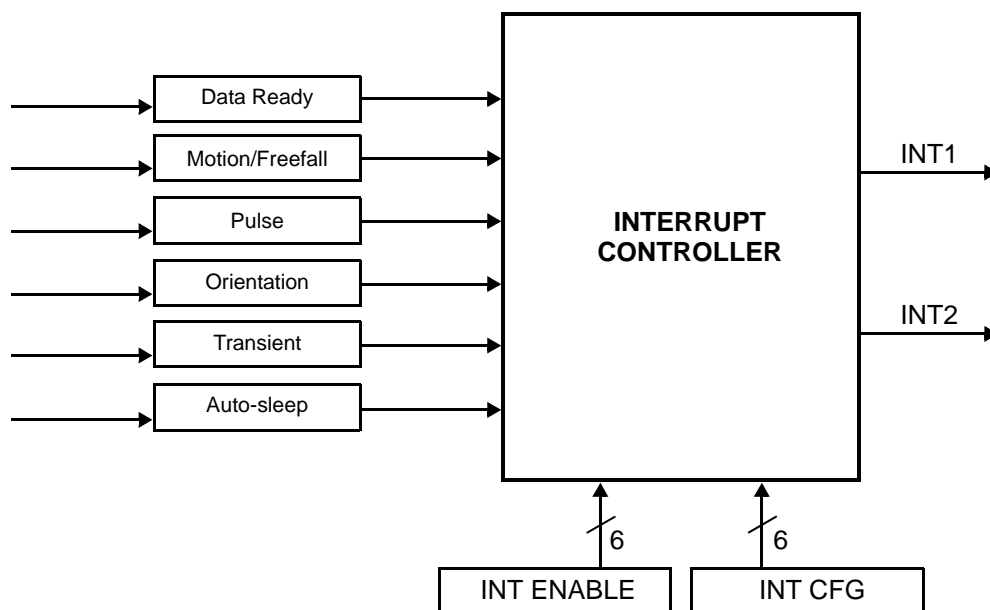 Data Ready
Motion/Freefall
Pulse
Orientation
Transient
Auto-sleep
INTERRUPT
CONTROLLER
INT1
INT2
6
6
INT ENABLE
INT CFG